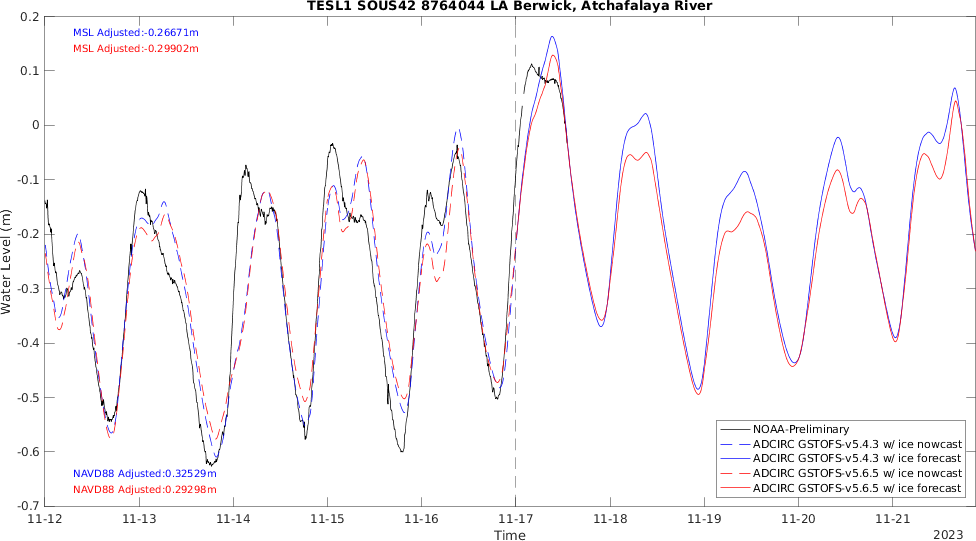 TESL1 SOUS42 8764044 LA Berwick, Atchafalaya River
MSL Adjusted:-0.26671m
MSL Adjusted:-0.29902m
0.2
0.1
0
-0.1
-0.2
-0.3
-0.4
-0.5
-0.6
-0.7
Water Level (m)
NAVD88 Adjusted:0.32529m
NAVD88 Adjusted:0.29298m
NOAA-Preliminary
ADCIRC GSTOFS-v5.4.3 w/ ice nowcast
ADCIRC GSTOFS-v5.4.3 w/ ice forecast
ADCIRC GSTOFS-v5.6.5 w/ ice nowcast
ADCIRC GSTOFS-v5.6.5 w/ ice forecast
11-12 11-13 11-14 11-15 11-16 11-17 11-18 11-19 11-20 11-21
Time
2023